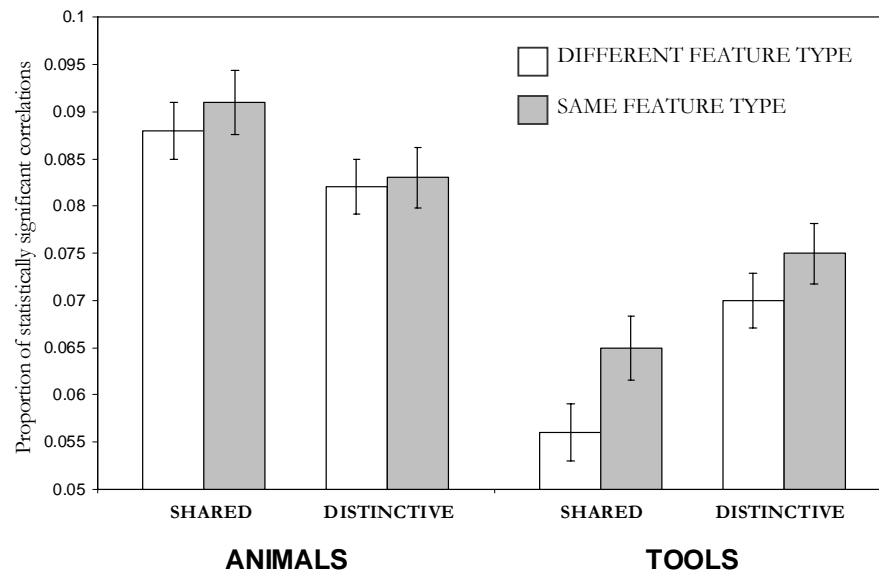 0.1
0.095
0.09
0.085
0.08
0.075
0.07
0.065
0.06
0.055
0.05
Proportion of statistically significant correlations
DIFFERENT FEATURE TYPE
SAME FEATURE TYPE
SHARED DISTINCTIVE SHARED DISTINCTIVE
ANIMALS TOOLS